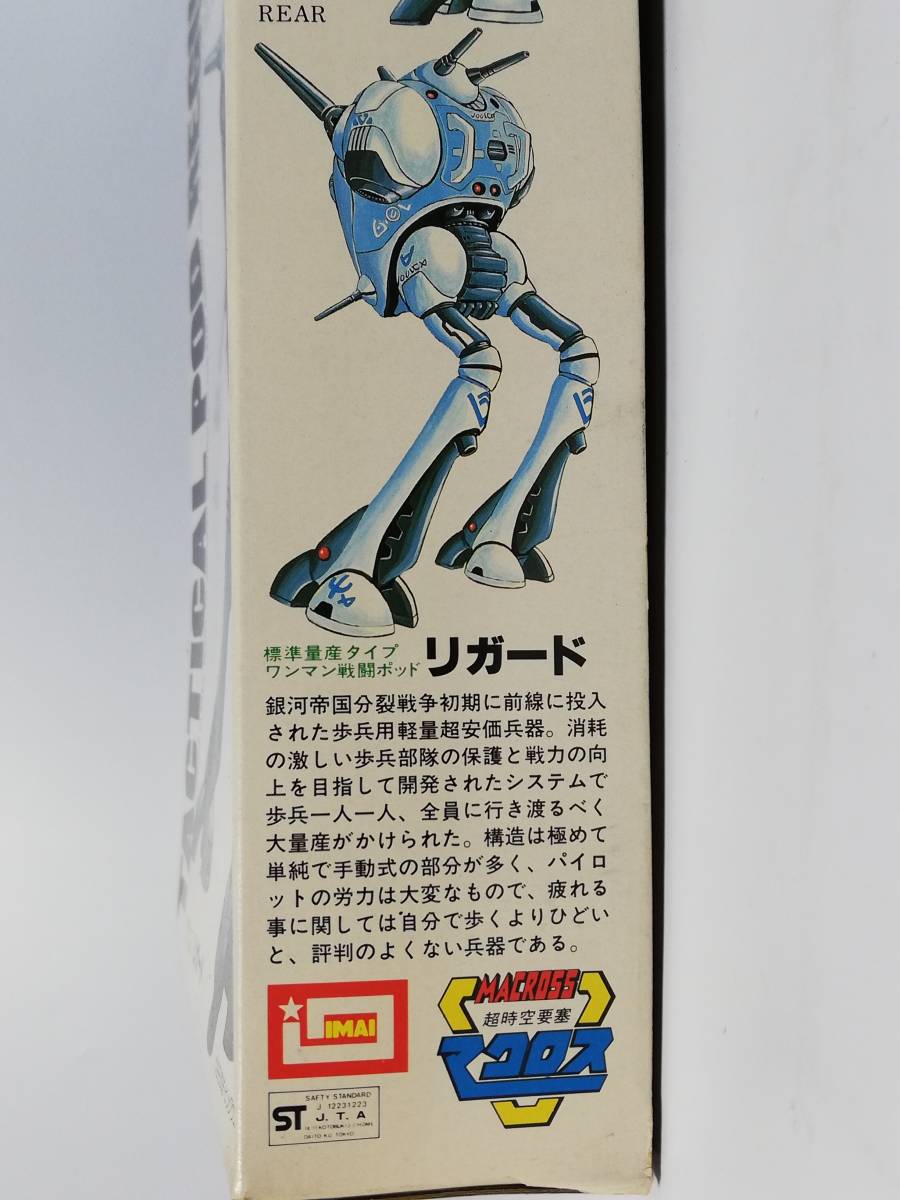 REAR
標準量産タイプ
ワンマン戦闘ポッド リガード
銀河帝国分裂戦争初期に前線に投入
された歩兵用軽量超安価兵器。消耗
の激しい歩兵部隊の保護と戦力の向
上を目指して開発されたシステムで
歩兵一人一人、全員に行き渡るべく
大量産がかけられた。構造は極めて
単純で手動式の部分が多く、パイロ
ットの労力は大変なもので、疲れる
事に関しては自分で歩くよりひどい
と、評判のよくない兵器である。
IMAI
MACROSS
超時空要塞
マクロス
SAFTY STANDARD
J 12231223
ST J. T. A
DAITO-KU TOKYO
TACTICAL POD